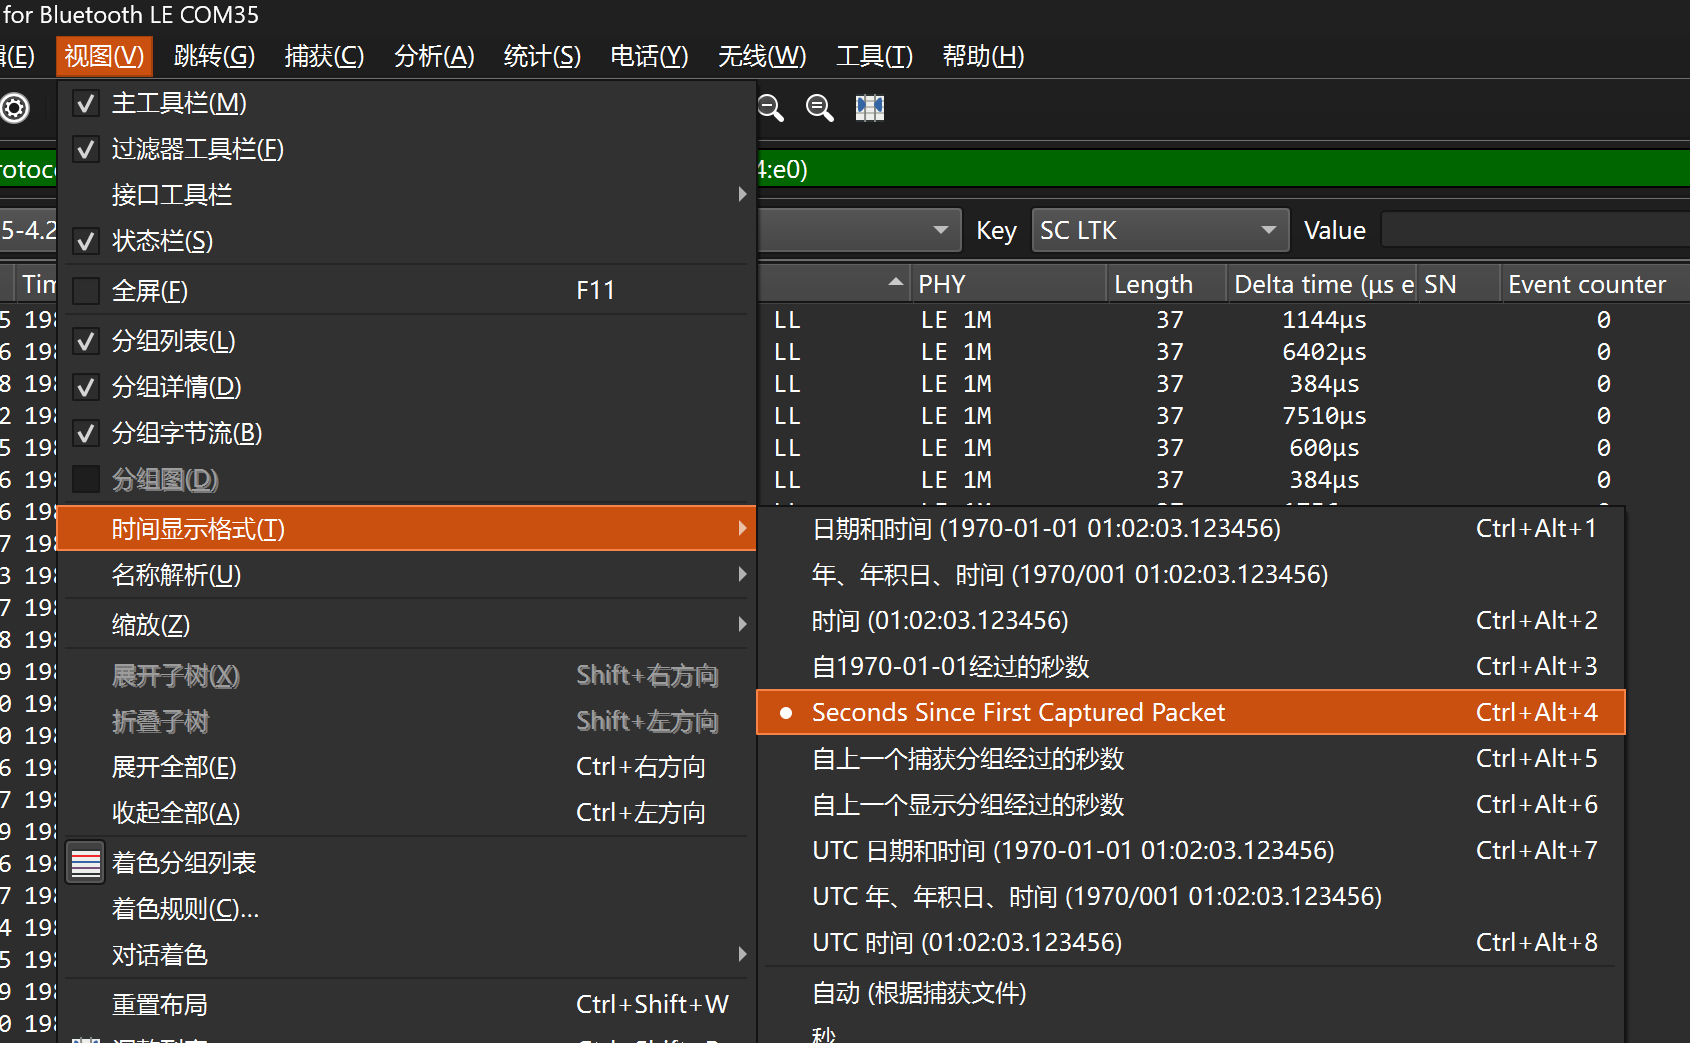 for Bluetooth LE COM35
(E) 视图(V) 跳转(G) 捕获(C) 分析(A) 统计(S) 电话(Y) 无线(W) 工具(T) 帮助(H)
主工具栏(M)
过滤器工具栏(F)
4:e0)
接口工具栏
5-4.2
Key SC LTK Value
状态栏(S)
Tim PHY Length Delta time (µs e SN Event counter
全屏(F) F11
5 198 LL LE 1M 37 1144µs 0
6 198 LL LE 1M 37 6402µs 0
8 198 LL LE 1M 37 384µs 0
2 198 LL LE 1M 37 7510µs 0
5 198 LL LE 1M 37 600µs 0
6 198 LL LE 1M 37 384µs 0
分组列表(L)
分组详情(D)
分组字节流(B)
分组图(D)
时间显示格式(T)
名称解析(U)
缩放(Z)
展开子树(X) Shift+右方向
折叠子树 Shift+左方向
展开全部(E) Ctrl+右方向
收起全部(A) Ctrl+左方向
着色分组列表
着色规则(C)...
对话着色
重置布局 Ctrl+Shift+W
日期和时间 (1970-01-01 01:02:03.123456) Ctrl+Alt+1
年、年积日、时间 (1970/001 01:02:03.123456)
时间 (01:02:03.123456) Ctrl+Alt+2
自1970-01-01经过的秒数 Ctrl+Alt+3
Seconds Since First Captured Packet Ctrl+Alt+4
自上一个捕获分组经过的秒数 Ctrl+Alt+5
自上一个显示分组经过的秒数 Ctrl+Alt+6
UTC 日期和时间 (1970-01-01 01:02:03.123456) Ctrl+Alt+7
UTC 年、年积日、时间 (1970/001 01:02:03.123456)
UTC 时间 (01:02:03.123456) Ctrl+Alt+8
自动 (根据捕获文件)
秒